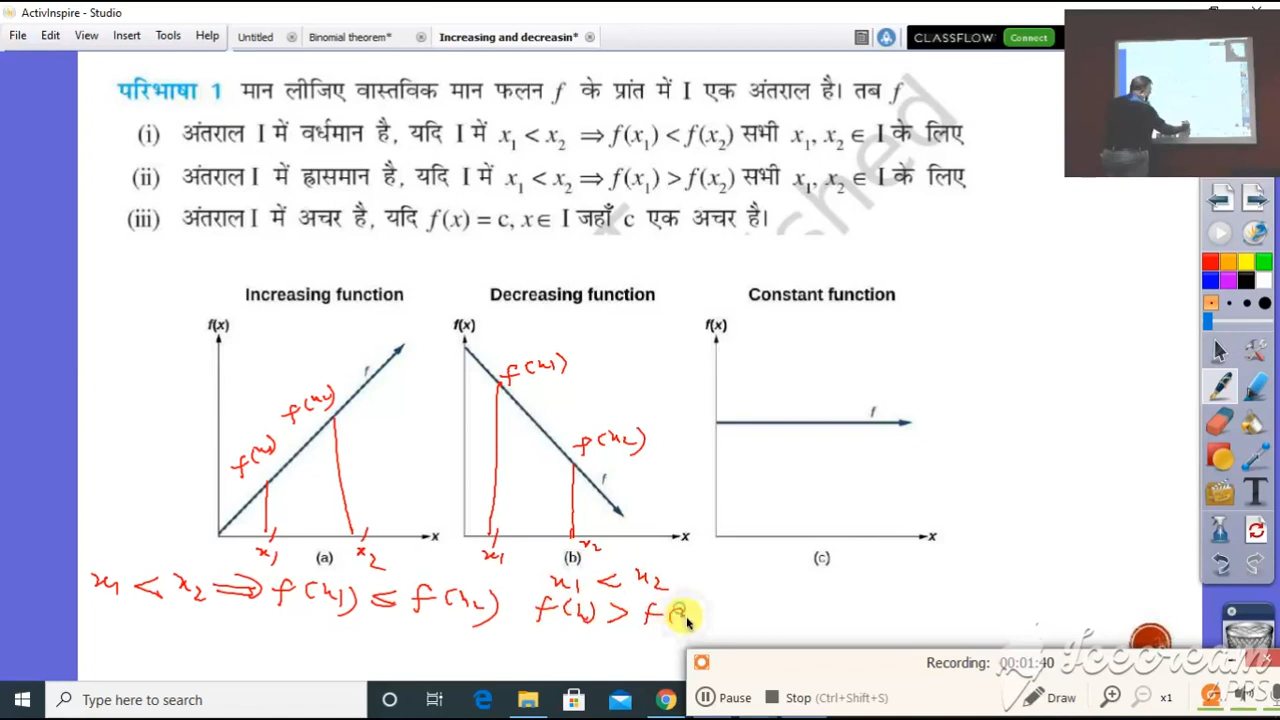 ActivInspire - Studio
File Edit View Insert Tools Help Untitled Binomial theorem* Increasing and decreasin* CLASSFLOW Connect
परिभाषा 1 मान लीजिए वास्तविक मान फलन f के प्रांत में I एक अंतराल है। तब f
(i) अंतराल I में वर्धमान है, यदि I में x₁ < x₂ ⇒ f(x₁) < f(x₂) सभी x₁, x₂ ∈ I के लिए
(ii) अंतराल I में ह्रासमान है, यदि I में x₁ < x₂ ⇒ f(x₁) > f(x₂) सभी x₁, x₂ ∈ I के लिए
(iii) अंतराल I में अचर है, यदि f(x) = c, x ∈ I जहाँ c एक अचर है।
Increasing function Decreasing function Constant function
f(x) f(x) f(x)
f f(x₁)
f(x₂) f
f(x₁) f(x₂)
f
x x x
x₁ x₂ x₁ x₂
(a) (b) (c)
x₁ < x₂ ⇒ f(x₁) ≤ f(x₂) x₁ < x₂
f(x₁) > f(
Recording: 00:01:40
Icecream
APPS
Pause Stop (Ctrl+Shift+S) Draw x1
Type here to search